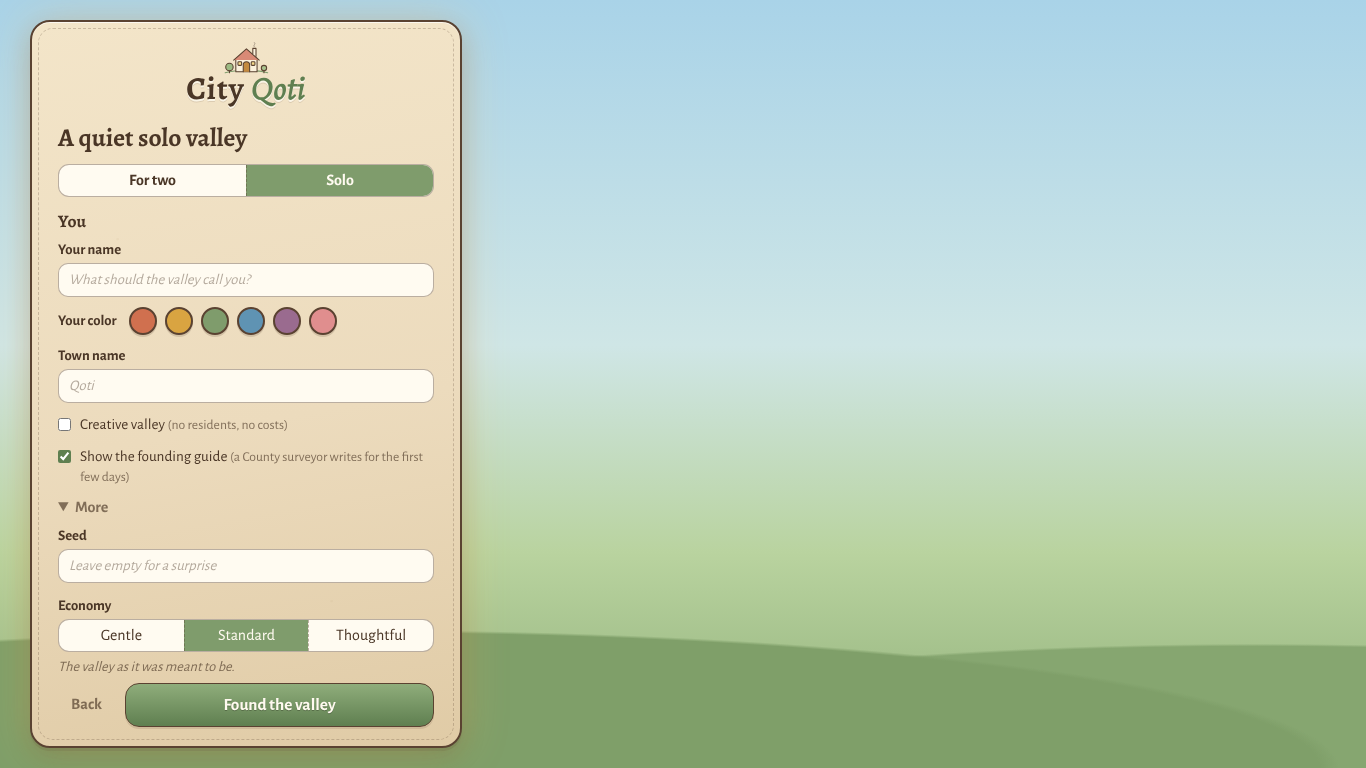 City Qoti
A quiet solo valley
For two
Solo
You
Your name
What should the valley call you?
Your color
Town name
Qoti
Creative valley (no residents, no costs)
Show the founding guide (a County surveyor writes for the first
few days)
More
Seed
Leave empty for a surprise
Economy
Gentle
Standard
Thoughtful
The valley as it was meant to be.
Back
Found the valley